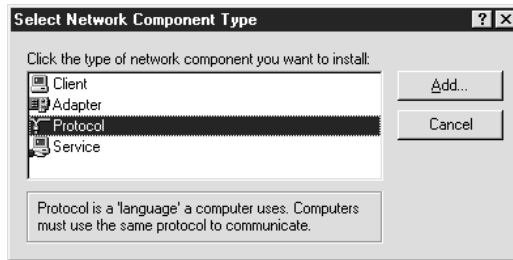 Select Network Component Type
Click the type of network component you want to install:
Client
Adapter
Protocol
Service
Add...
Cancel
Protocol is a 'language' a computer uses. Computers
must use the same protocol to communicate.